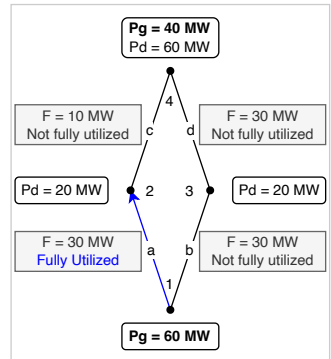 Pg = 40 MW
Pd = 60 MW
4
F = 10 MW
Not fully utilized
c
d
F = 30 MW
Not fully utilized
Pd = 20 MW
2
3
Pd = 20 MW
F = 30 MW
Fully Utilized
a
b
F = 30 MW
Not fully utilized
1
Pg = 60 MW